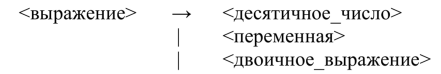 <выражение> → <десятичное_число>
| <переменная>
| <двоичное_выражение>